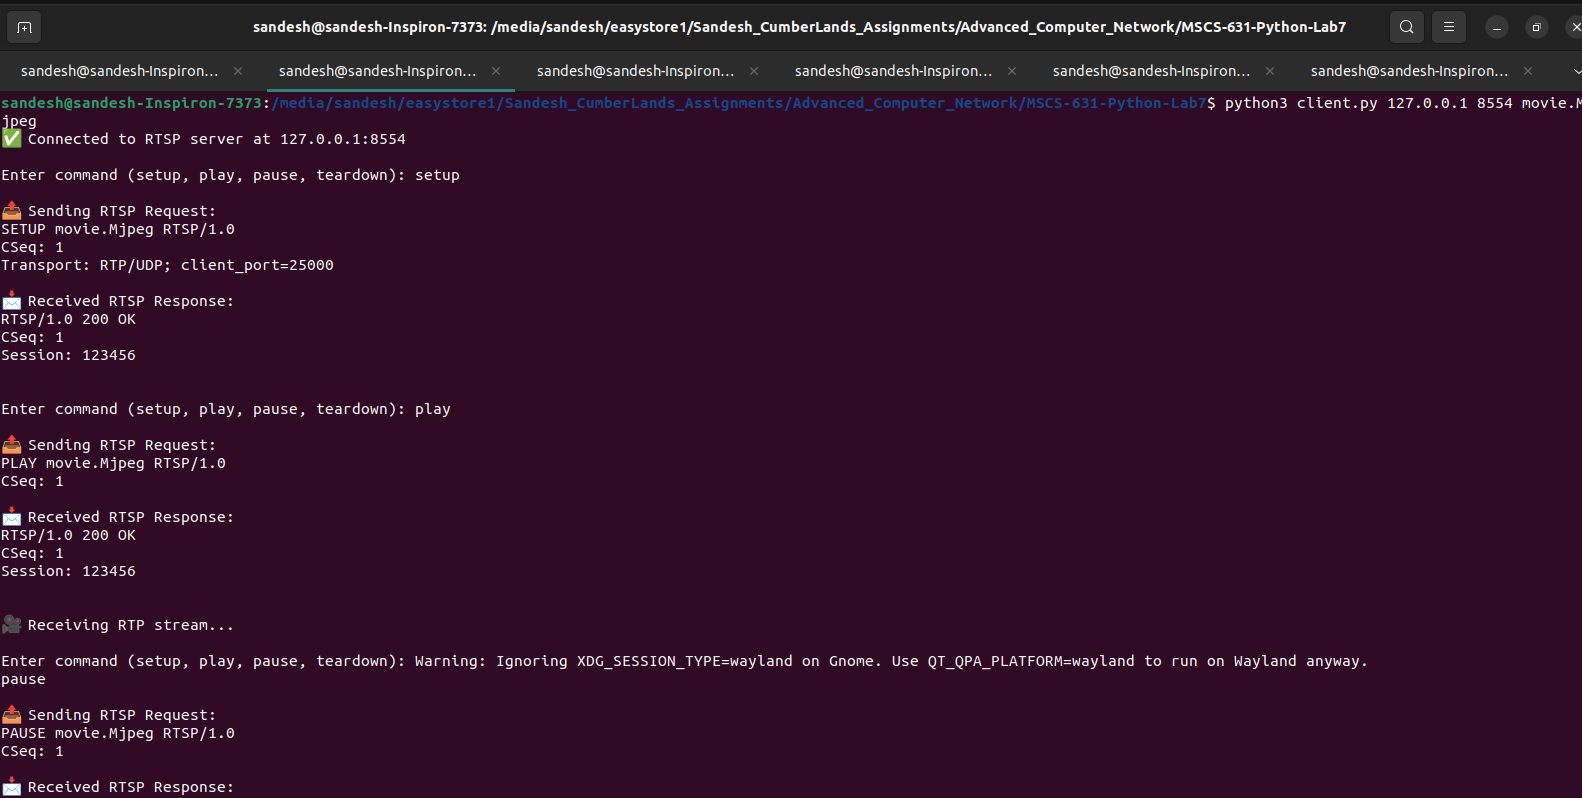 sandesh@sandesh-Inspiron-7373: /media/sandesh/easystore1/Sandesh_CumberLands_Assignments/Advanced_Computer_Network/MSCS-631-Python-Lab7
sandesh@sandesh-Inspiron... sandesh@sandesh-Inspiron... sandesh@sandesh-Inspiron... sandesh@sandesh-Inspiron... sandesh@sandesh-Inspiron... sandesh@sandesh-Inspiron...
sandesh@sandesh-Inspiron-7373:/media/sandesh/easystore1/Sandesh_CumberLands_Assignments/Advanced_Computer_Network/MSCS-631-Python-Lab7$ python3 client.py 127.0.0.1 8554 movie.M
jpeg
✅ Connected to RTSP server at 127.0.0.1:8554
Enter command (setup, play, pause, teardown): setup
📤 Sending RTSP Request:
SETUP movie.Mjpeg RTSP/1.0
CSeq: 1
Transport: RTP/UDP; client_port=25000
📩 Received RTSP Response:
RTSP/1.0 200 OK
CSeq: 1
Session: 123456
Enter command (setup, play, pause, teardown): play
📤 Sending RTSP Request:
PLAY movie.Mjpeg RTSP/1.0
CSeq: 1
📩 Received RTSP Response:
RTSP/1.0 200 OK
CSeq: 1
Session: 123456
🎥 Receiving RTP stream...
Enter command (setup, play, pause, teardown): Warning: Ignoring XDG_SESSION_TYPE=wayland on Gnome. Use QT_QPA_PLATFORM=wayland to run on Wayland anyway.
pause
📤 Sending RTSP Request:
PAUSE movie.Mjpeg RTSP/1.0
CSeq: 1
📩 Received RTSP Response: